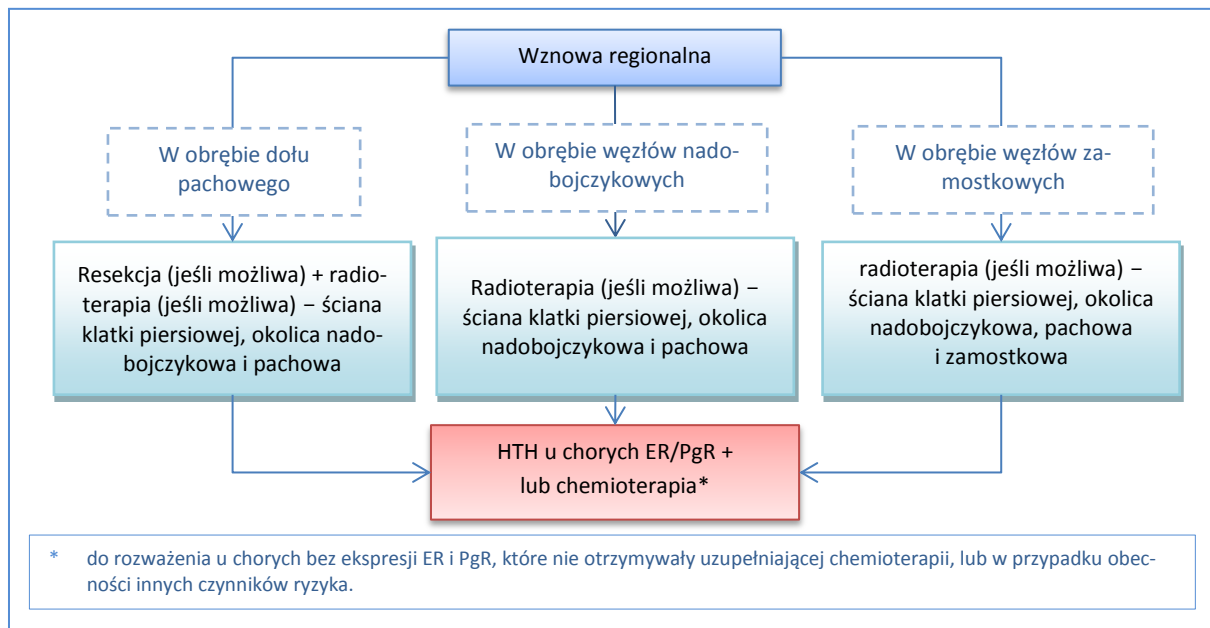 Wznowa regionalna
W obrębie dołu
pachowego
W obrębie węzłów nado-
bojczykowych
W obrębie węzłów za-
mostkowych
Resekcja (jeśli możliwa) + radio-
terapia (jeśli możliwa) − ściana
klatki piersiowej, okolica nado-
bojczykowa i pachowa
Radioterapia (jeśli możliwa) −
ściana klatki piersiowej, okolica
nadobojczykowa i pachowa
radioterapia (jeśli możliwa) −
ściana klatki piersiowej, okolica
nadobojczykowa, pachowa
i zamostkowa
HTH u chorych ER/PgR +
lub chemioterapia*
* do rozważenia u chorych bez ekspresji ER i PgR, które nie otrzymywały uzupełniającej chemioterapii, lub w przypadku obec-
ności innych czynników ryzyka.